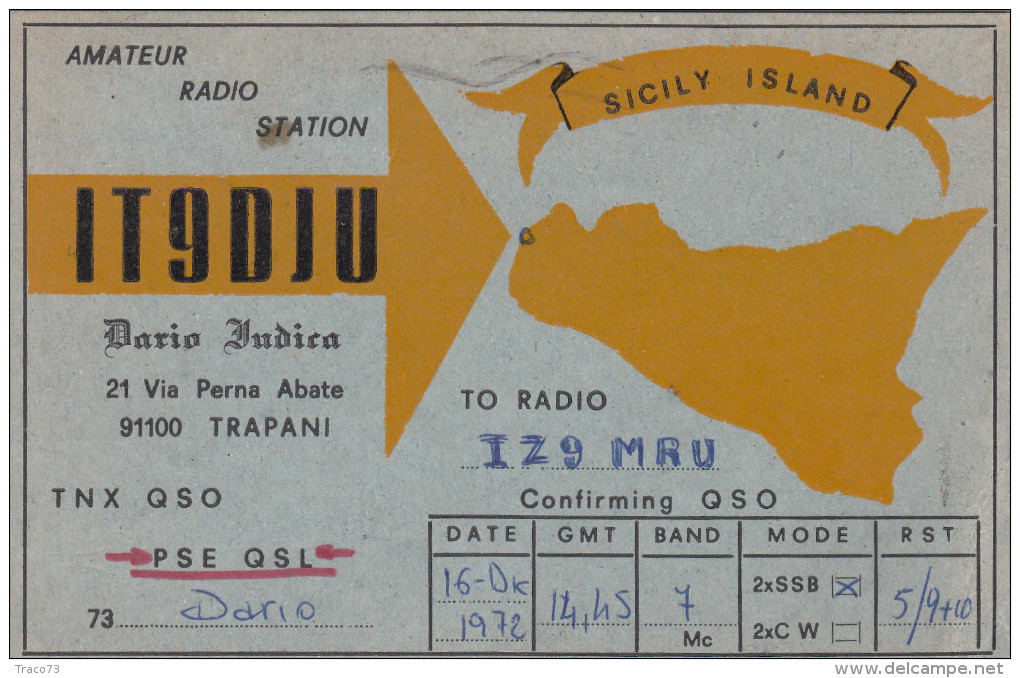 AMATEUR
RADIO
STATION
SICILY ISLAND
IT9DJU
Dario Iudica
21 Via Perna Abate
91100 TRAPANI
TO RADIO
IZ9 MRU
TNX QSO
Confirming QSO
PSE QSL
73 Dario
DATE GMT BAND MODE RST
16-Dic 1972
14,45
7 Mc
2xSSB
2xC W
5/9+10
Traco73
www.delcampe.net